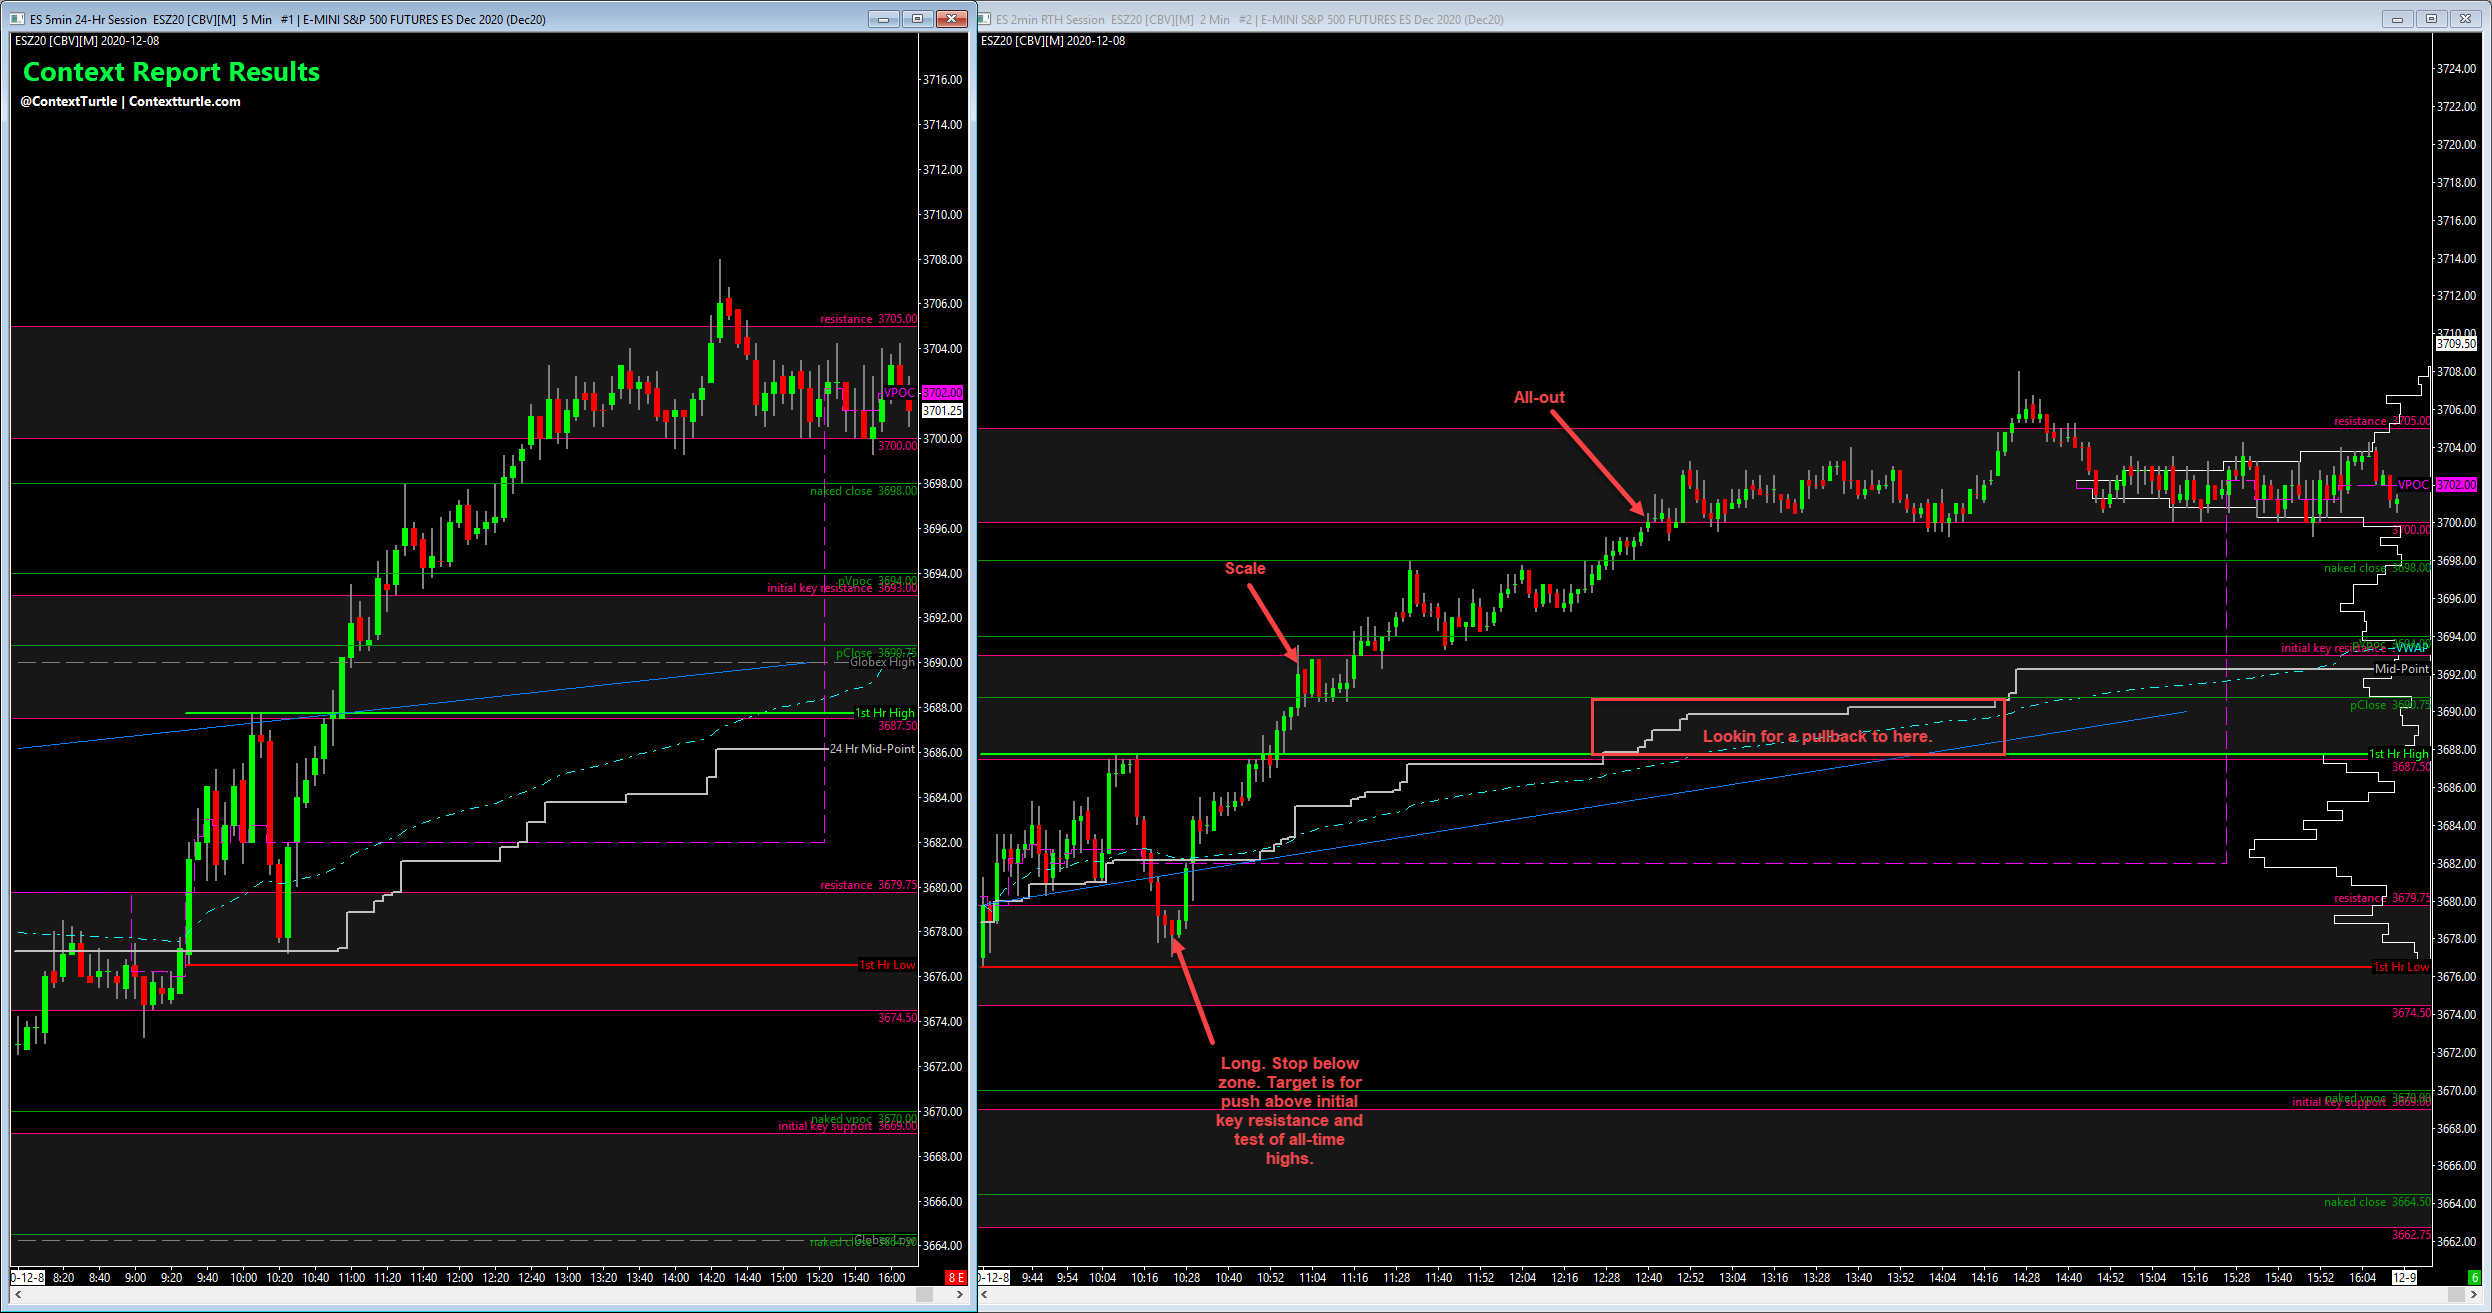 ES 5min 24-Hr Session ESZ20 [CBV][M] 5 Min #1 | E-MINI S&P 500 FUTURES ES Dec 2020 (Dec20)
ESZ20 [CBV][M] 2020-12-08
Context Report Results
@ContextTurtle | Contextturtle.com
3716.00
3714.00
3712.00
3710.00
3708.00
3706.00
resistance 3705.00
3704.00
VPOC 3702.00
3701.25
3700.00
3700.00
3698.00
naked close 3698.00
3696.00
3694.00
pVpoc 3694.00
initial key resistance 3693.00
3692.00
pClose 3690.75
Globex High
3690.00
3688.00
1st Hr High
3687.50
24 Hr Mid-Point
3686.00
3684.00
3682.00
resistance 3679.75
3680.00
3678.00
1st Hr Low
3676.00
3674.50
3674.00
3672.00
3670.00
naked vpoc 3670.00
initial key support 3669.00
3668.00
3666.00
3664.00
naked close 3664.50
Globex Low
0-12-8 8:20 8:40 9:00 9:20 9:40 10:00 10:20 10:40 11:00 11:20 11:40 12:00 12:20 12:40 13:00 13:20 13:40 14:00 14:20 14:40 15:00 15:20 15:40 16:00
8 E
ES 2min RTH Session ESZ20 [CBV][M] 2 Min #2 | E-MINI S&P 500 FUTURES ES Dec 2020 (Dec20)
ESZ20 [CBV][M] 2020-12-08
3724.00
3722.00
3720.00
3718.00
3716.00
3714.00
3712.00
3710.00
3709.50
3708.00
3706.00
resistance 3705.00
3704.00
VPOC 3702.00
3700.00
3700.00
3698.00
naked close 3698.00
3696.00
3694.00
initial key resistance
VWAP
Mid-Point
3692.00
pClose 3690.75
3690.00
3688.00
1st Hr High
3687.50
3686.00
3684.00
3682.00
resistance 3679.75
3680.00
3678.00
1st Hr Low
3676.00
3674.50
3674.00
3672.00
3670.00
naked vpoc 3670.00
initial key support 3669.00
3668.00
3666.00
3664.00
naked close 3664.50
3662.75
3662.00
All-out
Scale
Lookin for a pullback to here.
Long. Stop below
zone. Target is for
push above initial
key resistance and
test of all-time
highs.
0-12-8 9:44 9:54 10:04 10:16 10:28 10:40 10:52 11:04 11:16 11:28 11:40 11:52 12:04 12:16 12:28 12:40 12:52 13:04 13:16 13:28 13:40 13:52 14:04 14:16 14:28 14:40 14:52 15:04 15:16 15:28 15:40 15:52 16:04 12-9
6